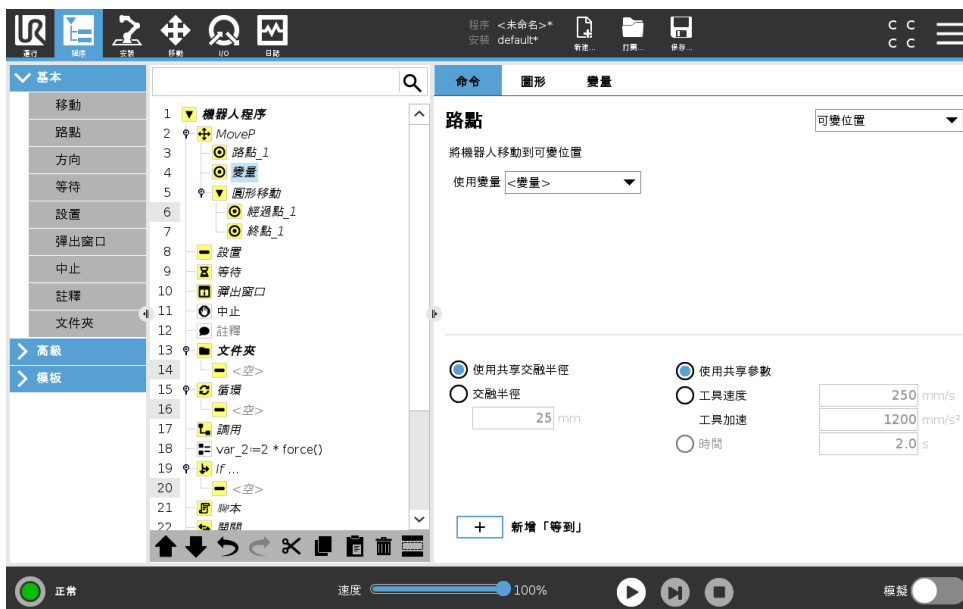 運行
程序
安裝
移動
I/O
日誌
程序 <未命名>*
安裝 default*
新建...
打開...
保存...
C C
C C
基本
移動
路點
方向
等待
設置
彈出窗口
中止
註釋
文件夾
高級
模板
1 機器人程序
2 MoveP
3 路點_1
4 變量
5 圓形移動
6 經過點_1
7 終點_1
8 設置
9 等待
10 彈出窗口
11 中止
12 註釋
13 文件夾
14 <空>
15 循環
16 <空>
17 調用
18 var_2:=2 * force()
19 If ...
20 <空>
21 腳本
22 開關
命令 圖形 變量
路點 可變位置
將機器人移動到可變位置
使用變量 <變量>
使用共享交融半徑
交融半徑
25 mm
使用共享參數
工具速度 250 mm/s
工具加速 1200 mm/s²
時間 2.0 s
+ 新增「等到」
正常
速度 100%
模擬